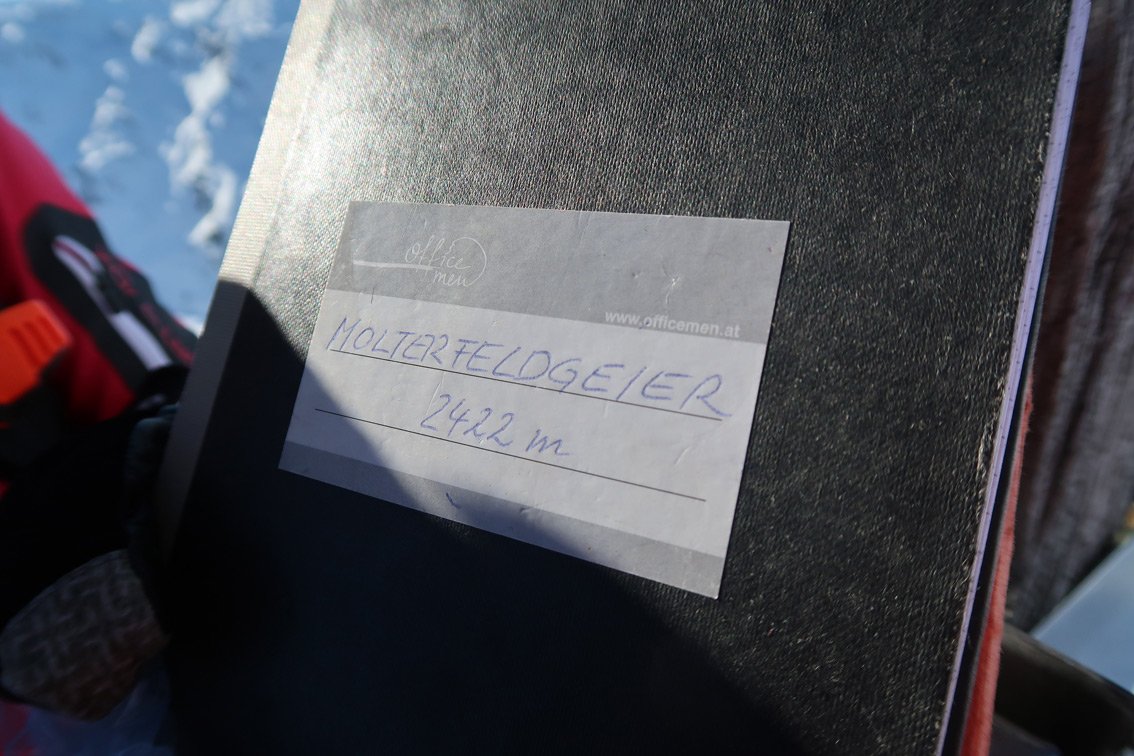 office
men
www.officemen.at
MOLTERFELDGEIER
2422 m